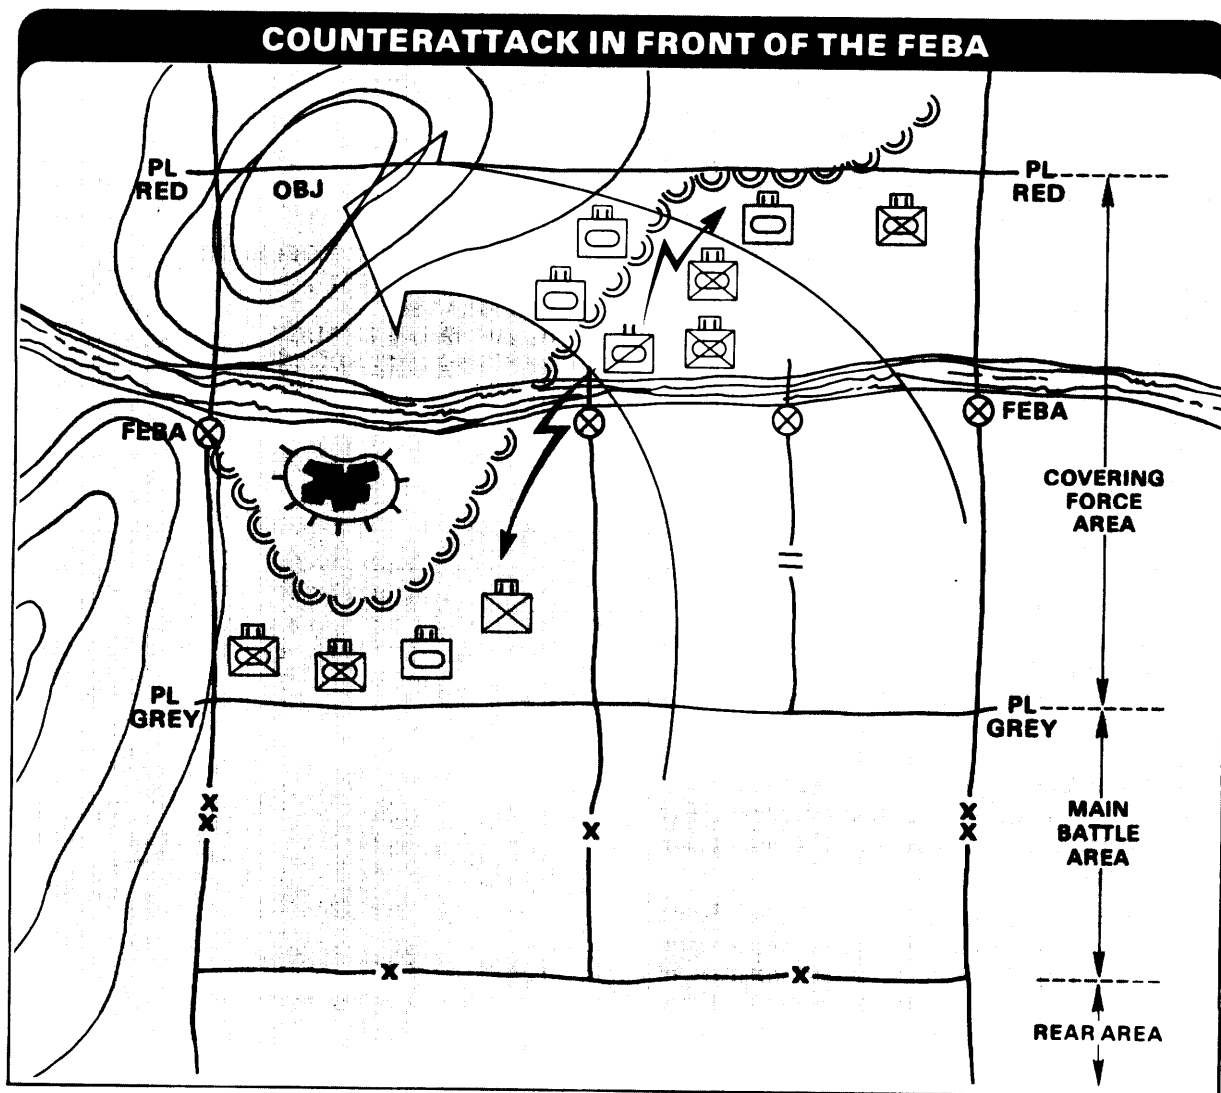 COUNTERATTACK IN FRONT OF THE FEBA
PL
RED
OBJ
PL
RED
FEBA
FEBA
COVERING
FORCE
AREA
PL
GREY
PL
GREY
X
X
X
X
X
MAIN
BATTLE
AREA
X
X
REAR AREA